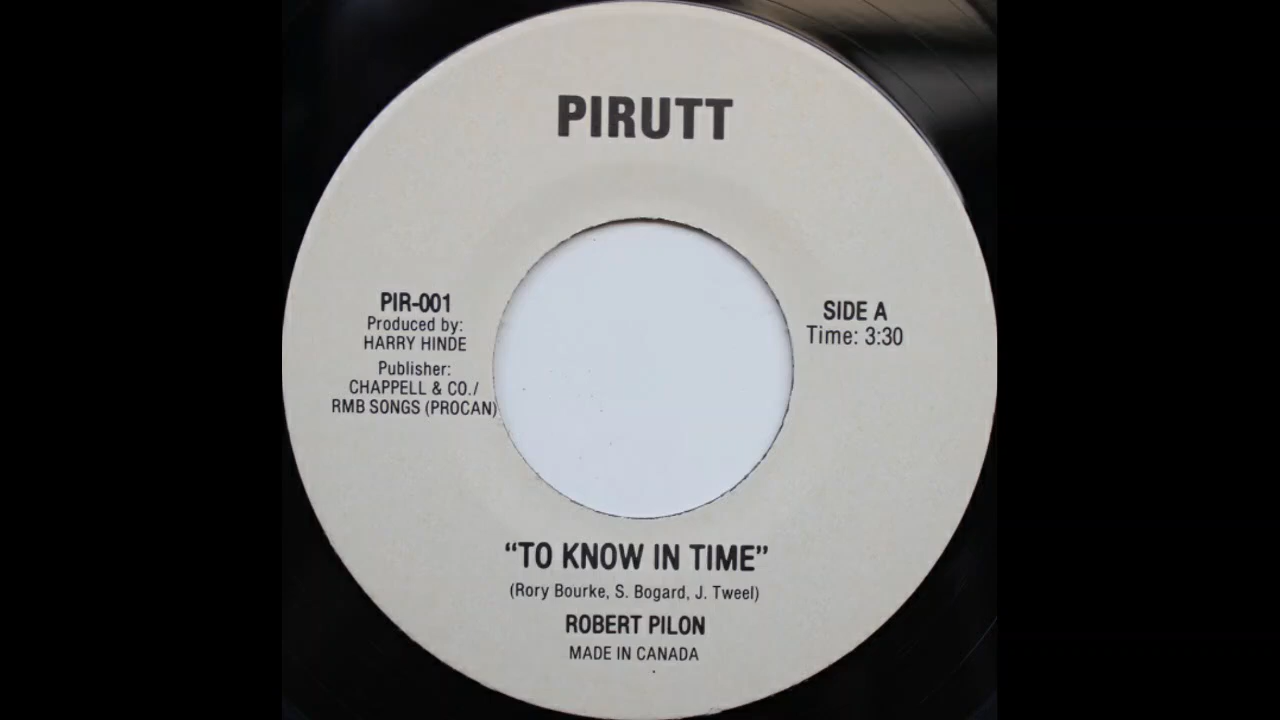 PIRUTT
PIR-001
Produced by:
HARRY HINDE
Publisher:
CHAPPELL & CO./
RMB SONGS (PROCAN)
SIDE A
Time: 3:30
“TO KNOW IN TIME”
(Rory Bourke, S. Bogard, J. Tweel)
ROBERT PILON
MADE IN CANADA